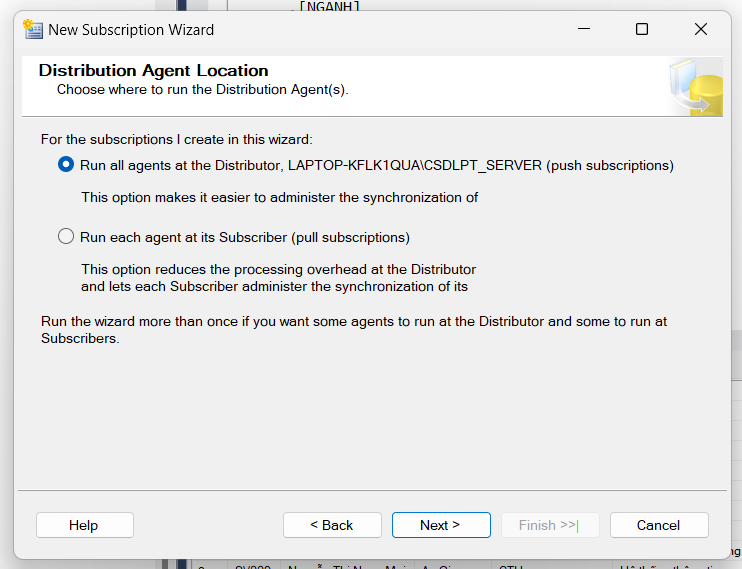 ,[NGANH]
New Subscription Wizard
Distribution Agent Location
Choose where to run the Distribution Agent(s).
For the subscriptions I create in this wizard:
Run all agents at the Distributor, LAPTOP-KFLK1QUA\CSDLPT_SERVER (push subscriptions)
This option makes it easier to administer the synchronization of
Run each agent at its Subscriber (pull subscriptions)
This option reduces the processing overhead at the Distributor
and lets each Subscriber administer the synchronization of its
Run the wizard more than once if you want some agents to run at the Distributor and some to run at
Subscribers.
Help
< Back
Next >
Finish >>|
Cancel